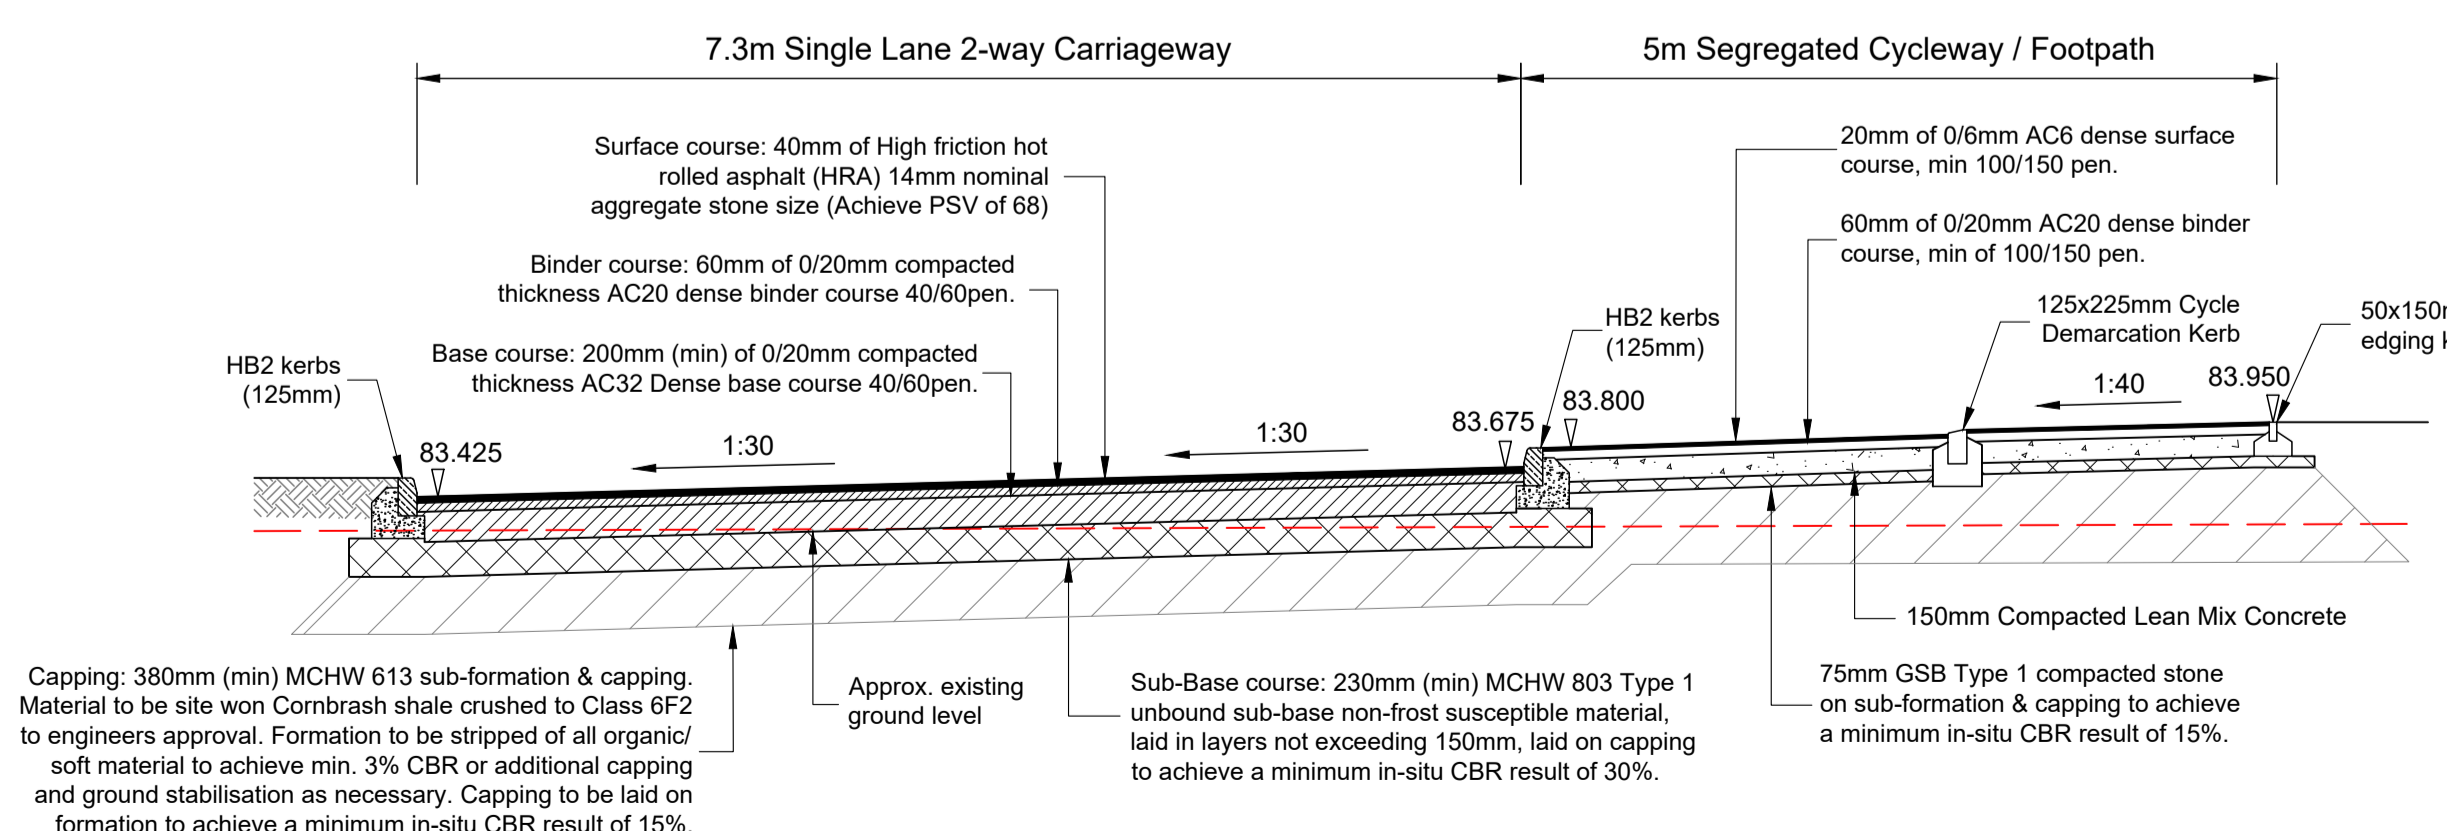 7.3m Single Lane 2-way Carriageway
5m Segregated Cycleway / Footpath
Surface course: 40mm of High friction hot
rolled asphalt (HRA) 14mm nominal
aggregate stone size (Achieve PSV of 68)
Binder course: 60mm of 0/20mm compacted
thickness AC20 dense binder course 40/60pen.
Base course: 200mm (min) of 0/20mm compacted
thickness AC32 Dense base course 40/60pen.
HB2 kerbs
(125mm)
83.425
1:30
1:30
83.675
HB2 kerbs
(125mm)
83.800
20mm of 0/6mm AC6 dense surface
course, min 100/150 pen.
60mm of 0/20mm AC20 dense binder
course, min of 100/150 pen.
125x225mm Cycle
Demarcation Kerb
edging
1:40
83.950
150mm Compacted Lean Mix Concrete
75mm GSB Type 1 compacted stone
on sub-formation & capping to achieve
a minimum in-situ CBR result of 15%.
Sub-Base course: 230mm (min) MCHW 803 Type 1
unbound sub-base non-frost susceptible material,
laid in layers not exceeding 150mm, laid on capping
to achieve a minimum in-situ CBR result of 30%.
Approx. existing
ground level
Capping: 380mm (min) MCHW 613 sub-formation & capping.
Material to be site won Cornbrash shale crushed to Class 6F2
to engineers approval. Formation to be stripped of all organic/
soft material to achieve min. 3% CBR or additional capping
and ground stabilisation as necessary. Capping to be laid on
formation to achieve a minimum in-situ CBR result of 15%.